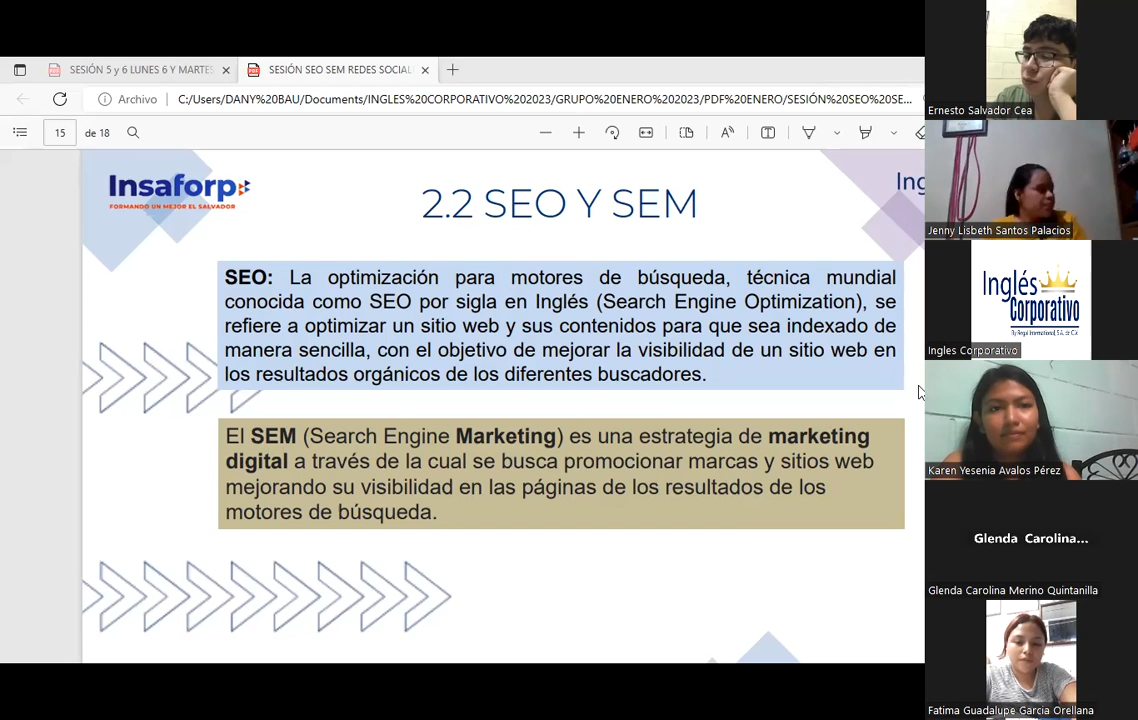 SESIÓN 5 y 6 LUNES 6 Y MARTES
SESIÓN SEO SEM REDES SOCIAL
Archivo
C:/Users/DANY%20BAU/Documents/INGLES%20CORPORATIVO%202023/GRUPO%20ENERO%202023/PDF%20ENERO/SESIÓN%20SEO%20SE...
15 de 18
Insaforp
FORMANDO UN MEJOR EL SALVADOR
2.2 SEO Y SEM
Ing
SEO: La optimización para motores de búsqueda, técnica mundial
conocida como SEO por sigla en Inglés (Search Engine Optimization), se
refiere a optimizar un sitio web y sus contenidos para que sea indexado de
manera sencilla, con el objetivo de mejorar la visibilidad de un sitio web en
los resultados orgánicos de los diferentes buscadores.
El SEM (Search Engine Marketing) es una estrategia de marketing
digital a través de la cual se busca promocionar marcas y sitios web
mejorando su visibilidad en las páginas de los resultados de los
motores de búsqueda.
Ernesto Salvador Cea
Jenny Lisbeth Santos Palacios
Inglés
Corporativo
Ingles Corporativo
Karen Yesenia Avalos Pérez
Glenda Carolina...
Glenda Carolina Merino Quintanilla
Fatima Guadalupe Garcia Orellana